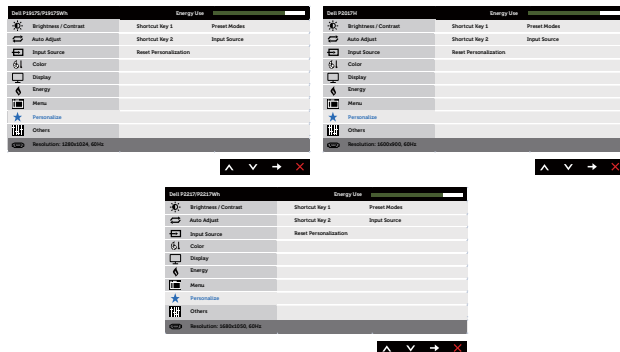 Dell P1917S/P1917SWh Energy Use
Brightness / Contrast Shortcut Key 1 Preset Modes
Auto Adjust Shortcut Key 2 Input Source
Input Source Reset Personalization
Color
Display
Energy
Menu
Personalize
Others
Resolution: 1280x1024, 60Hz
Dell P2017H Energy Use
Brightness / Contrast Shortcut Key 1 Preset Modes
Auto Adjust Shortcut Key 2 Input Source
Input Source Reset Personalization
Color
Display
Energy
Menu
Personalize
Others
Resolution: 1600x900, 60Hz
Dell P2217/P2217Wh Energy Use
Brightness / Contrast Shortcut Key 1 Preset Modes
Auto Adjust Shortcut Key 2 Input Source
Input Source Reset Personalization
Color
Display
Energy
Menu
Personalize
Others
Resolution: 1680x1050, 60Hz